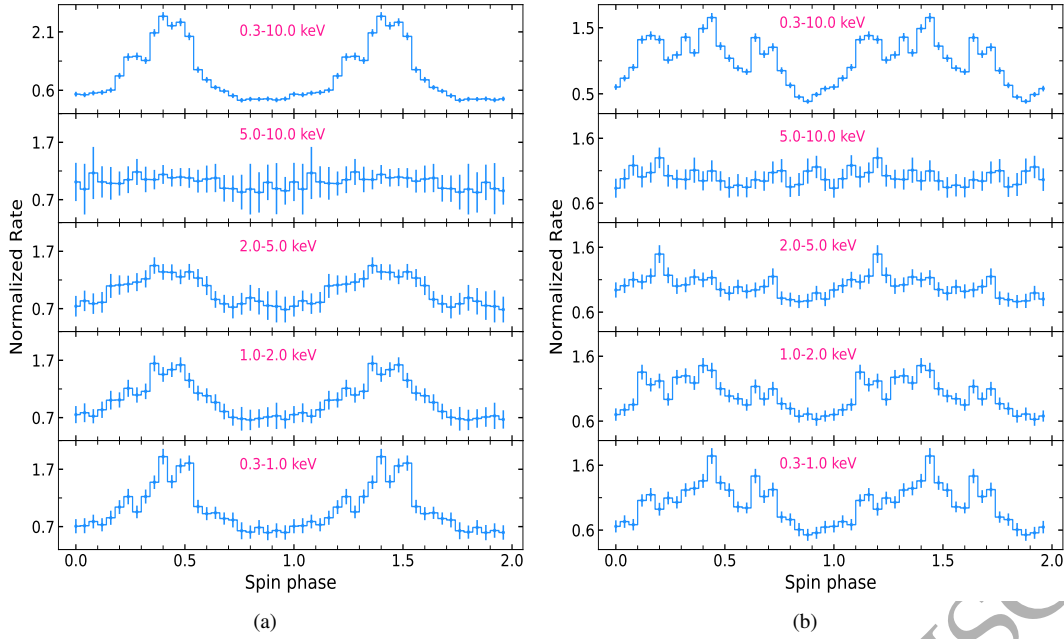 0.3-10.0 keV
2.1
0.6
5.0-10.0 keV
1.7
0.7
2.0-5.0 keV
1.7
0.7
1.0-2.0 keV
1.7
0.7
0.3-1.0 keV
1.7
0.7
Normalized Rate
0.0 0.5 1.0 1.5 2.0
Spin phase
(a)
0.3-10.0 keV
1.5
0.5
5.0-10.0 keV
1.6
0.6
2.0-5.0 keV
1.6
0.6
1.0-2.0 keV
1.6
0.6
0.3-1.0 keV
1.6
0.6
Normalized Rate
0.0 0.5 1.0 1.5 2.0
Spin phase
(b)